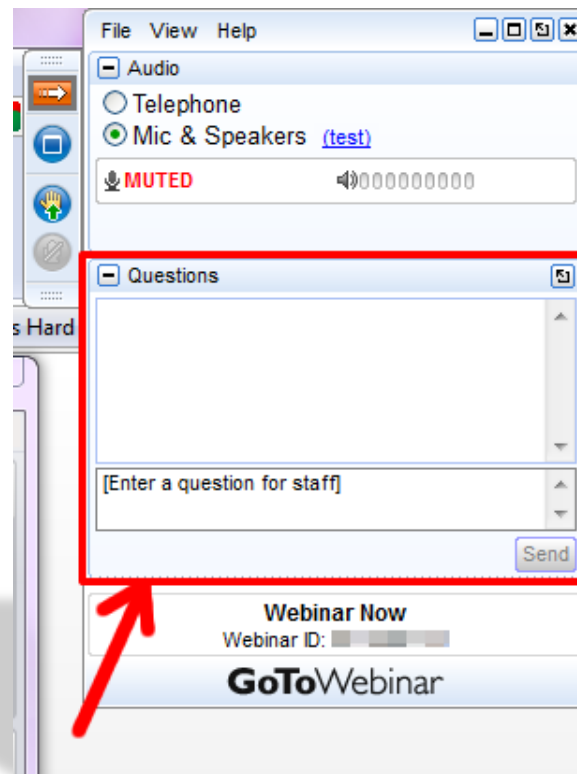 File View Help
Audio
Telephone
Mic & Speakers (test)
MUTED 000000000
Questions
s Hard
[Enter a question for staff]
Send
Webinar Now
Webinar ID:
GoToWebinar